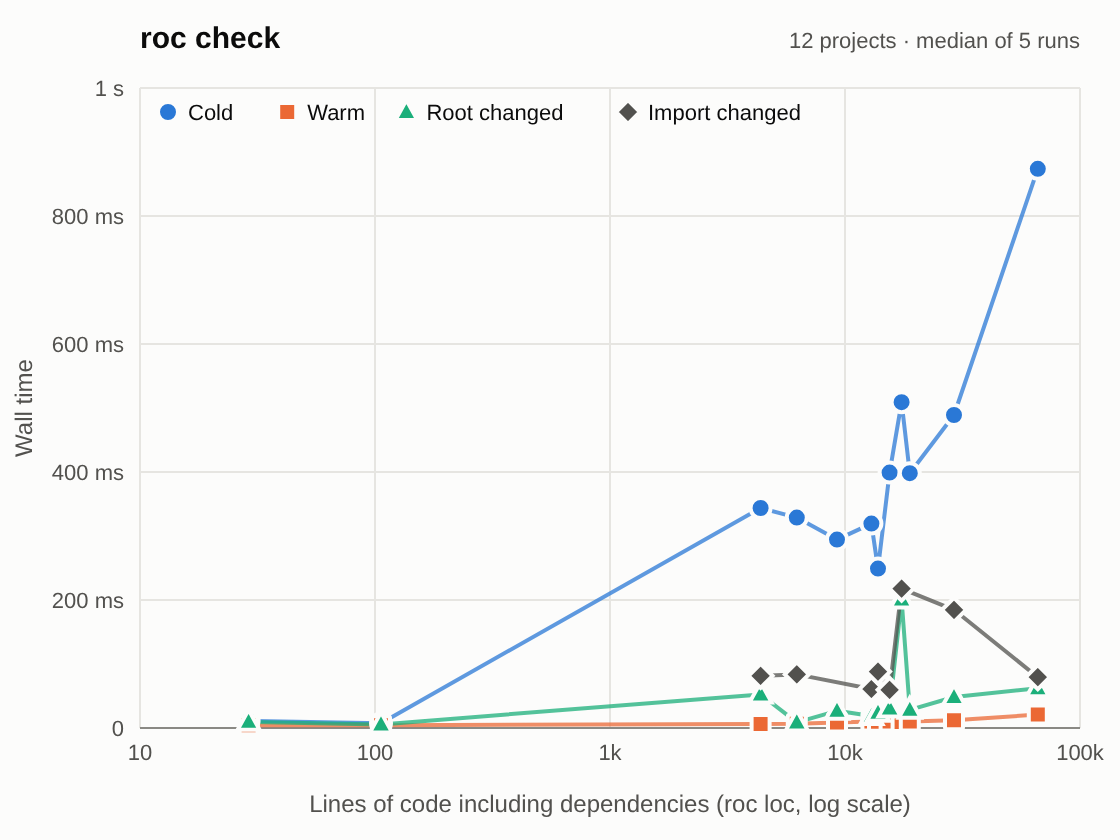 roc check
12 projects · median of 5 runs
1 s
Cold
Warm
Root changed
Import changed
800 ms
600 ms
400 ms
200 ms
0
Wall time
10
100
1k
10k
100k
Lines of code including dependencies (roc loc, log scale)